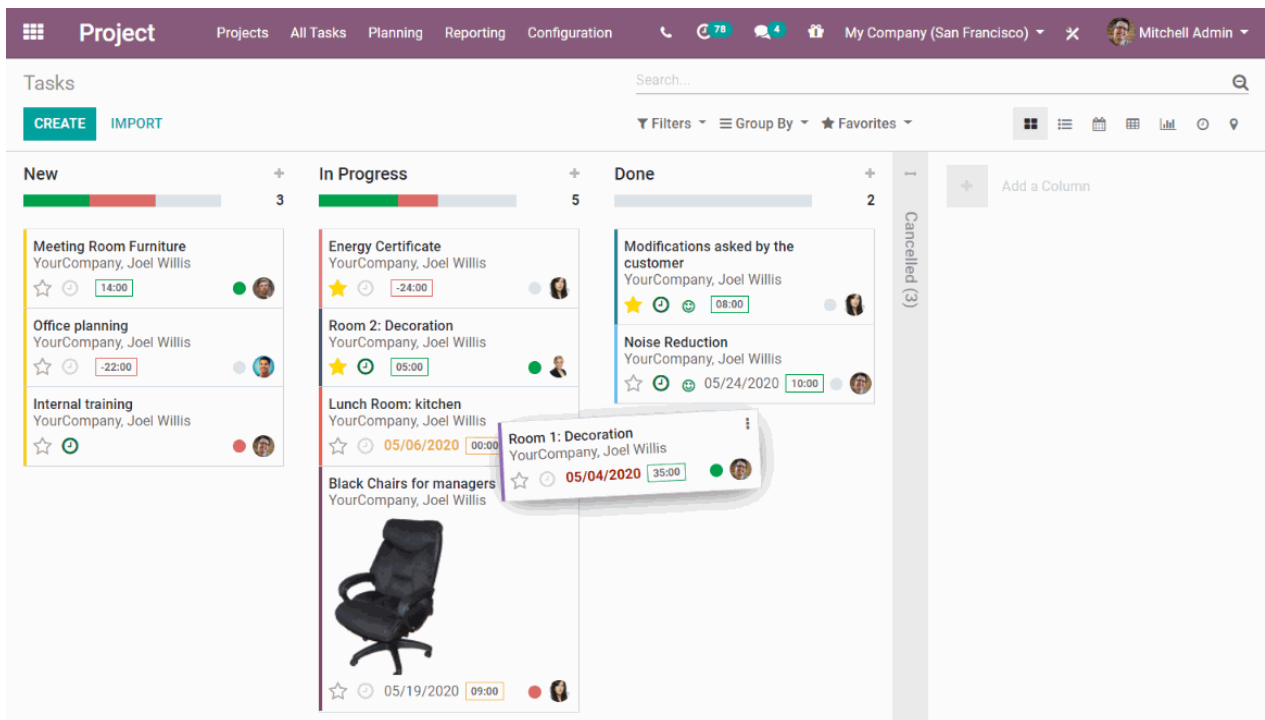 Project
Projects
All Tasks
Planning
Reporting
Configuration
78
4
My Company (San Francisco)
Mitchell Admin
Tasks
Search...
CREATE
IMPORT
Filters
Group By
Favorites
New
3
Meeting Room Furniture
YourCompany, Joel Willis
14:00
Office planning
YourCompany, Joel Willis
-22:00
Internal training
YourCompany, Joel Willis
In Progress
5
Energy Certificate
YourCompany, Joel Willis
-24:00
Room 2: Decoration
YourCompany, Joel Willis
05:00
Lunch Room: kitchen
YourCompany, Joel Willis
05/06/2020 00:00
Black Chairs for managers
YourCompany, Joel Willis
05/19/2020 09:00
Room 1: Decoration
YourCompany, Joel Willis
05/04/2020 35:00
Done
2
Modifications asked by the
customer
YourCompany, Joel Willis
08:00
Noise Reduction
YourCompany, Joel Willis
05/24/2020 10:00
Cancelled (3)
Add a Column